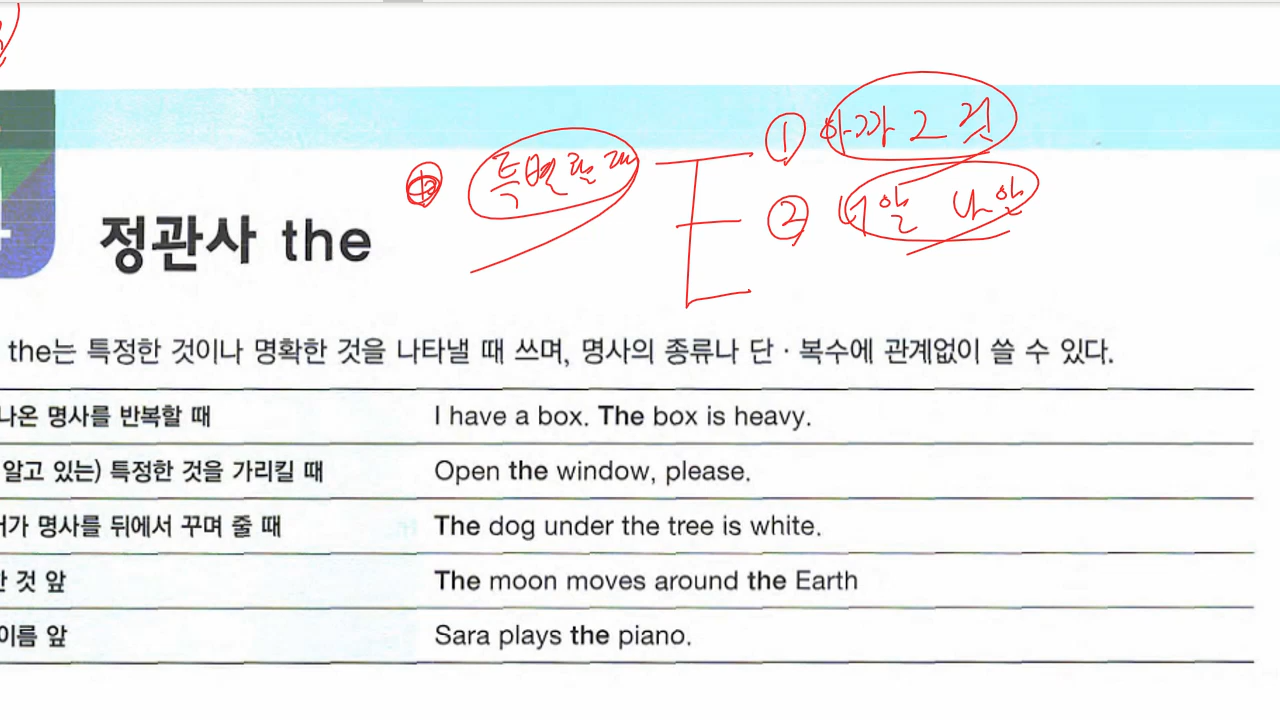 ① 아까 그 것
특별할 때
② 너 앎 나 앎
정관사 the
the는 특정한 것이나 명확한 것을 나타낼 때 쓰며, 명사의 종류나 단 · 복수에 관계없이 쓸 수 있다.
나온 명사를 반복할 때 I have a box. The box is heavy.
알고 있는) 특정한 것을 가리킬 때 Open the window, please.
가 명사를 뒤에서 꾸며 줄 때 The dog under the tree is white.
한 것 앞 The moon moves around the Earth
이름 앞 Sara plays the piano.